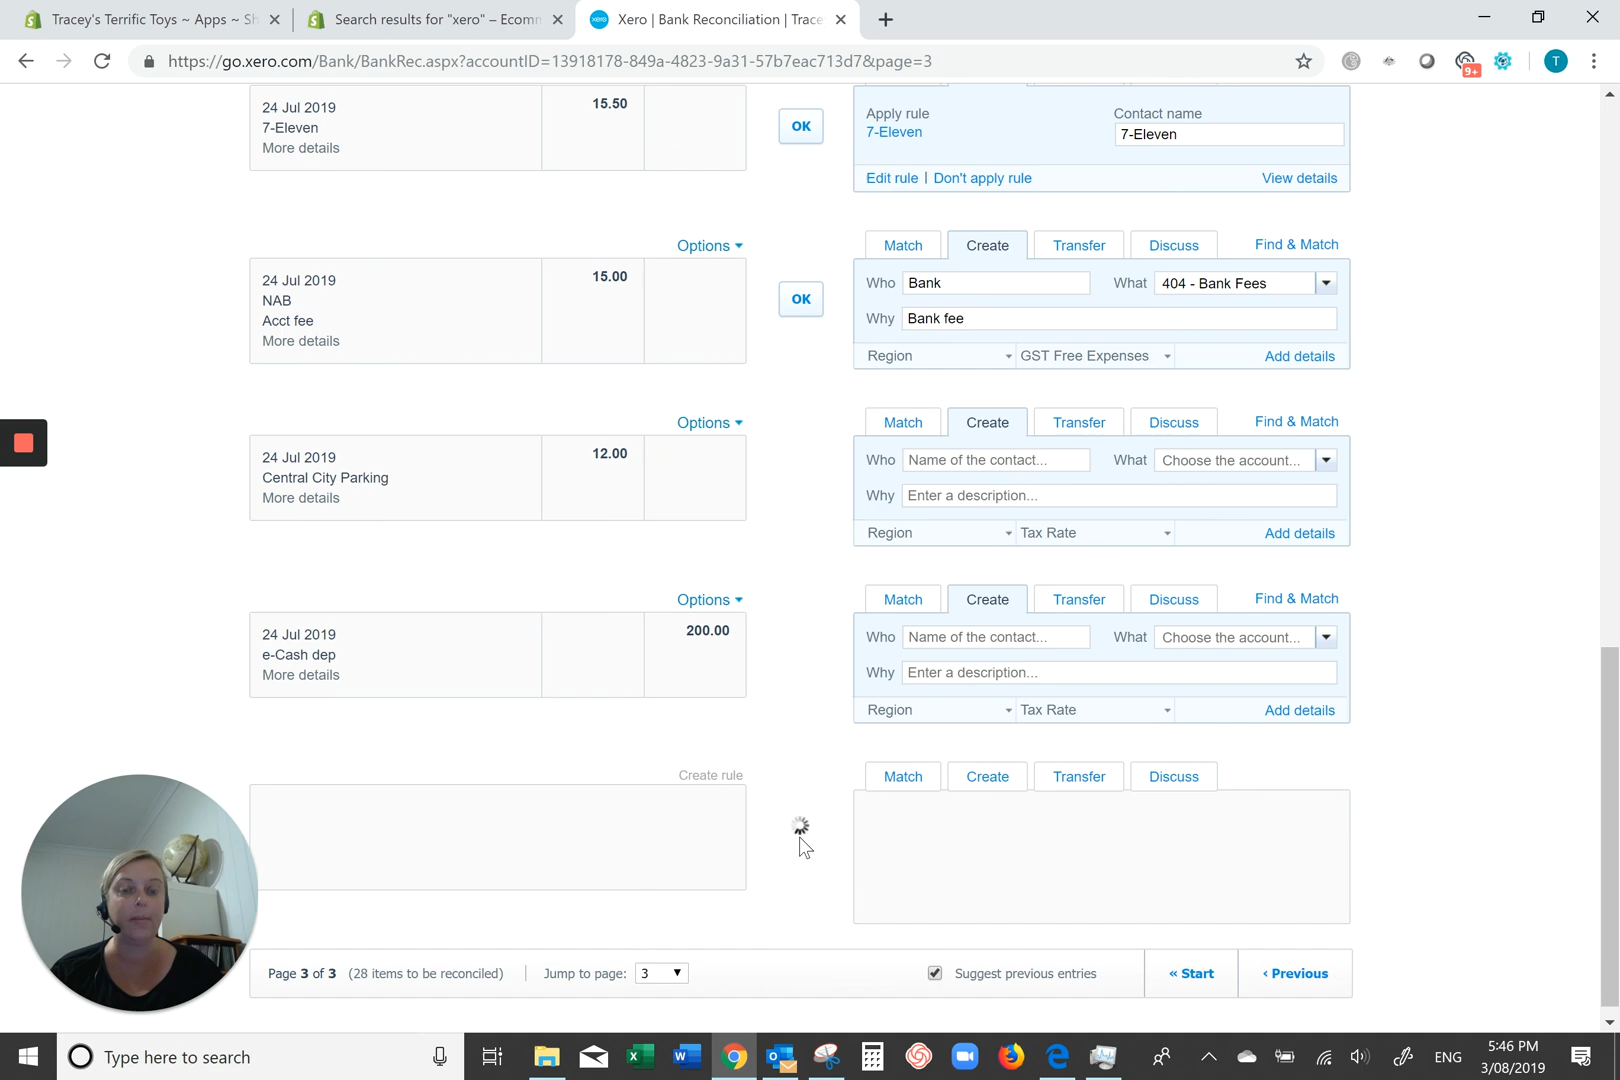 Tracey's Terrific Toys ~ Apps ~ Sh
Search results for "xero" – Ecomm
Xero | Bank Reconciliation | Trace
https://go.xero.com/Bank/BankRec.aspx?accountID=13918178-849a-4823-9a31-57b7eac713d7&page=3
9+
T
24 Jul 2019
7-Eleven
More details
15.50
OK
Apply rule
7-Eleven
Contact name
7-Eleven
Edit rule | Don't apply rule
View details
Options
24 Jul 2019
NAB
Acct fee
More details
15.00
OK
Match Create Transfer Discuss Find & Match
Who Bank What 404 - Bank Fees
Why Bank fee
Region GST Free Expenses Add details
Options
24 Jul 2019
Central City Parking
More details
12.00
Match Create Transfer Discuss Find & Match
Who Name of the contact... What Choose the account...
Why Enter a description...
Region Tax Rate Add details
Options
24 Jul 2019
e-Cash dep
More details
200.00
Match Create Transfer Discuss Find & Match
Who Name of the contact... What Choose the account...
Why Enter a description...
Region Tax Rate Add details
Create rule
Match Create Transfer Discuss
Page 3 of 3 (28 items to be reconciled) Jump to page: 3 Suggest previous entries « Start ‹ Previous
Type here to search
ENG
5:46 PM
3/08/2019